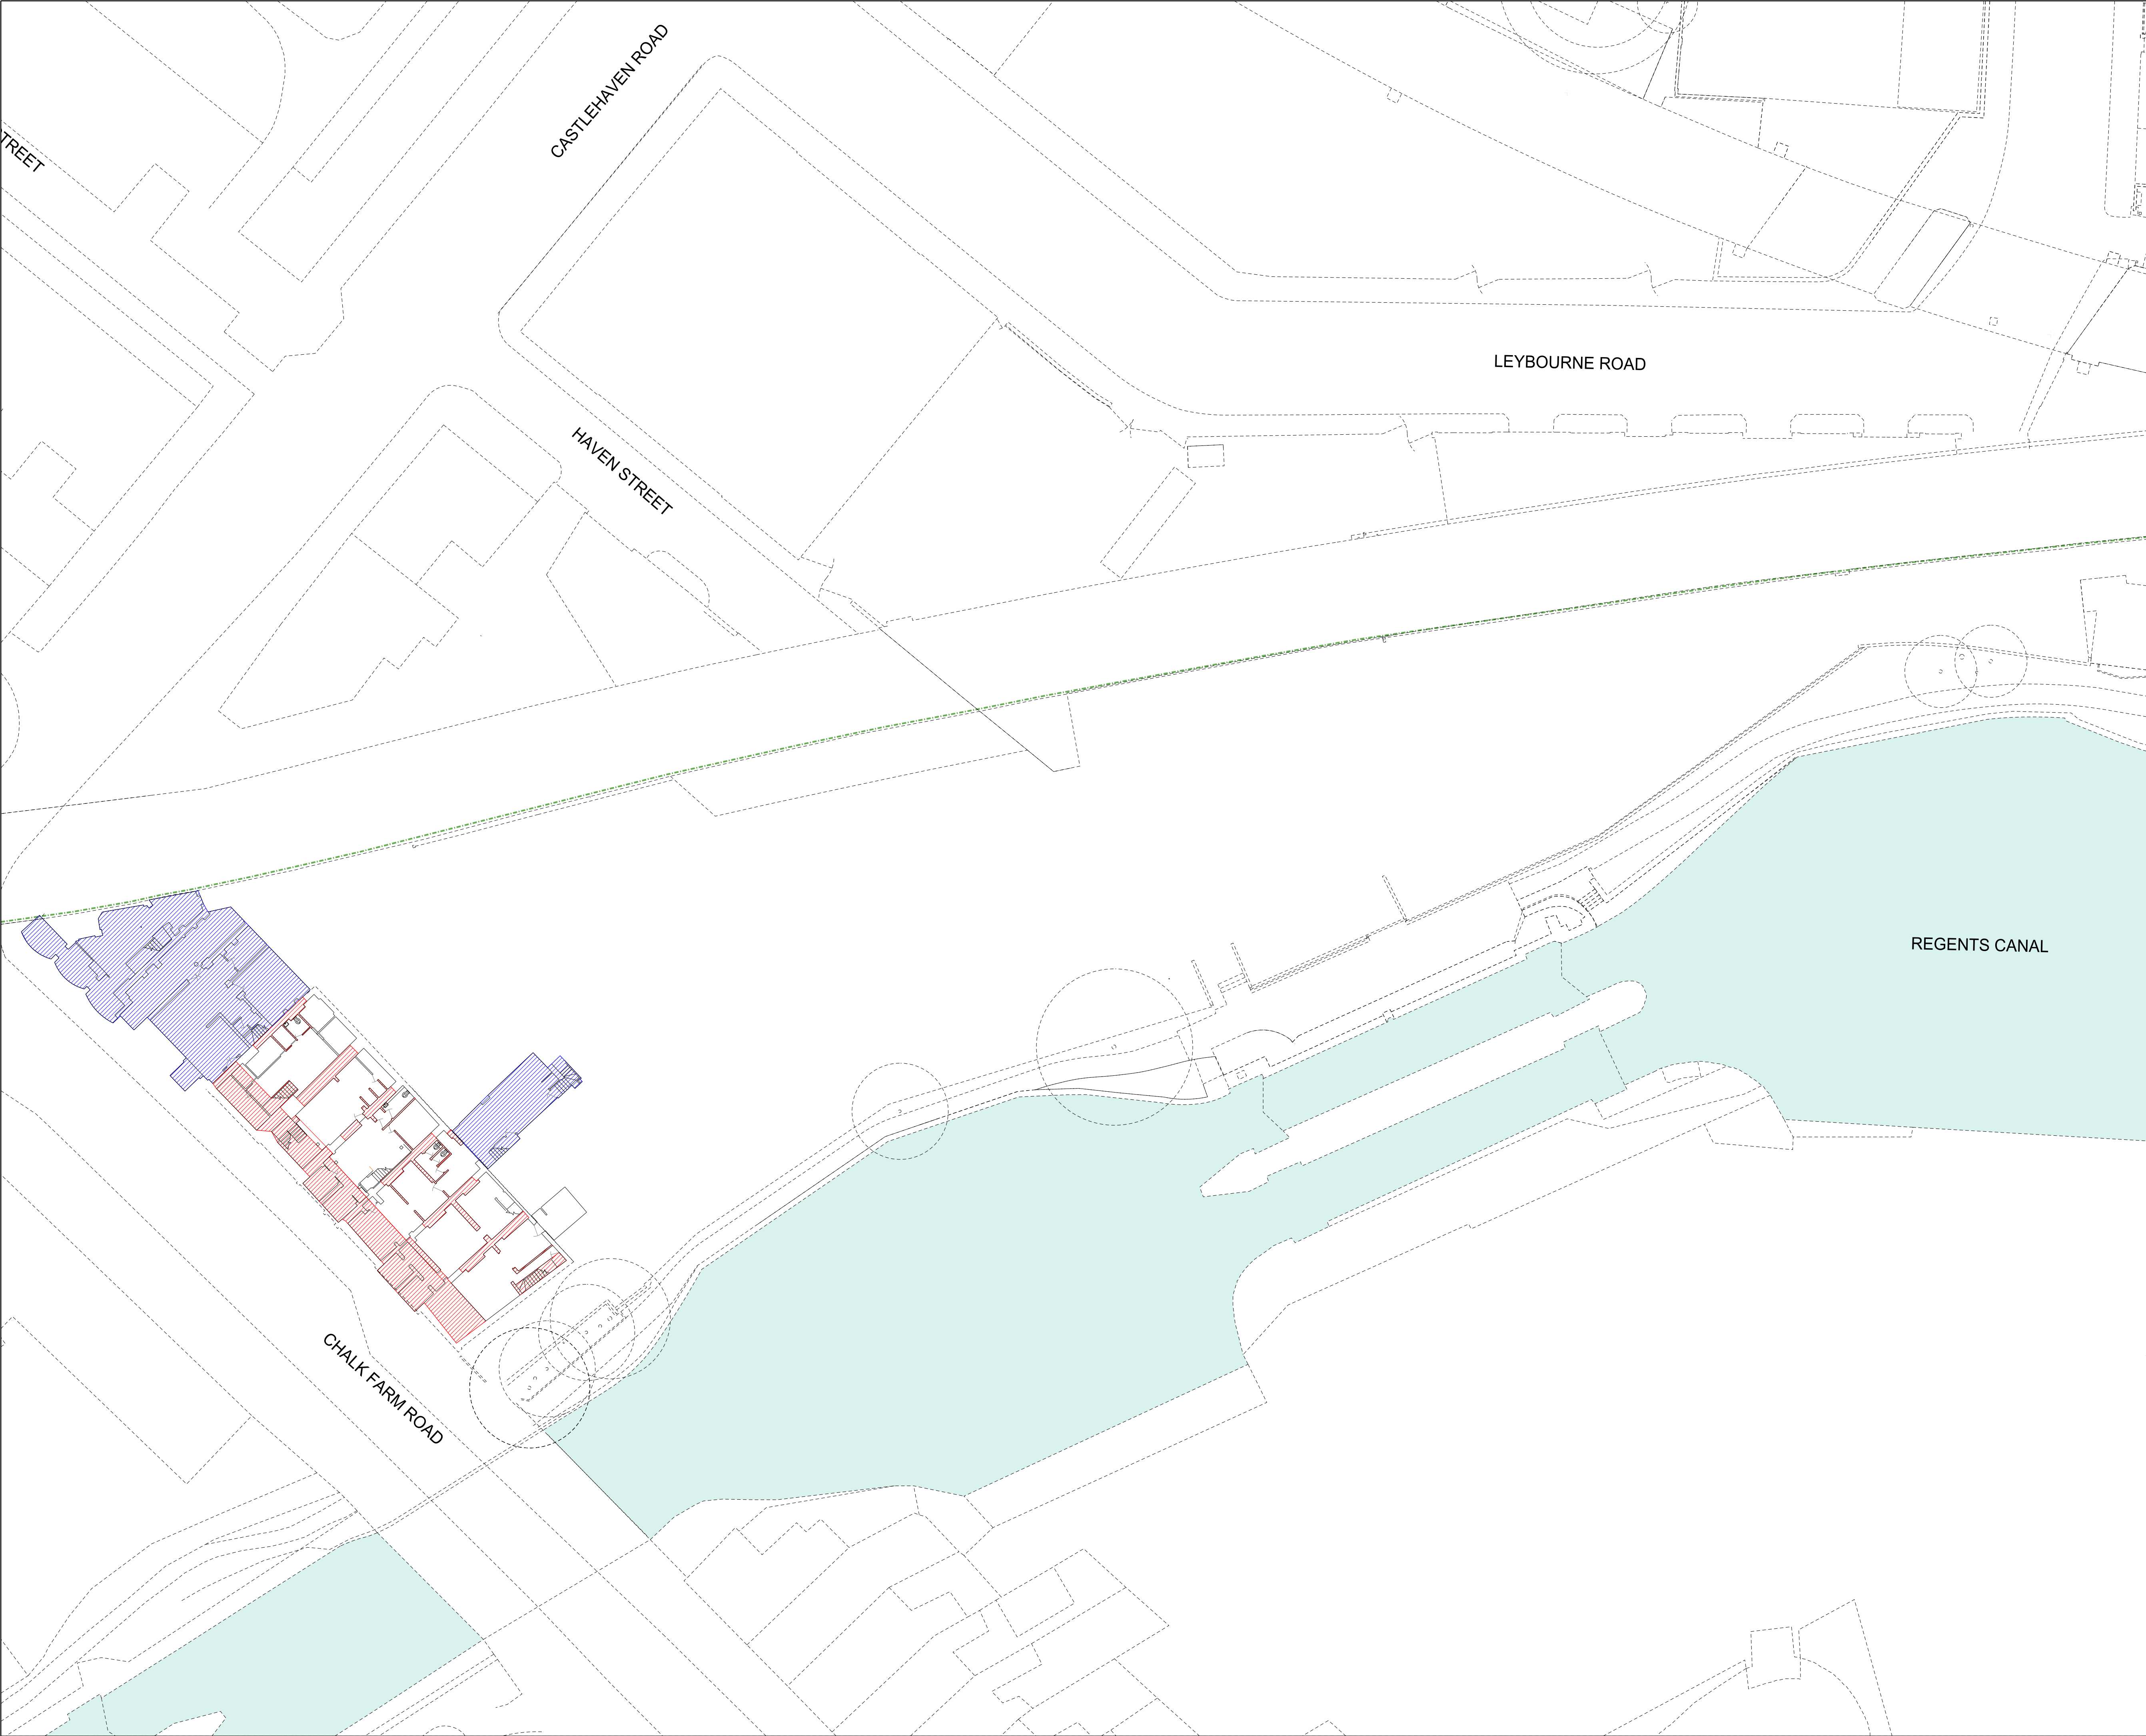 CASTLEHAVEN ROAD
TREET
LEYBOURNE ROAD
HAVEN STREET
REGENTS CANAL
CHALK FARM ROAD